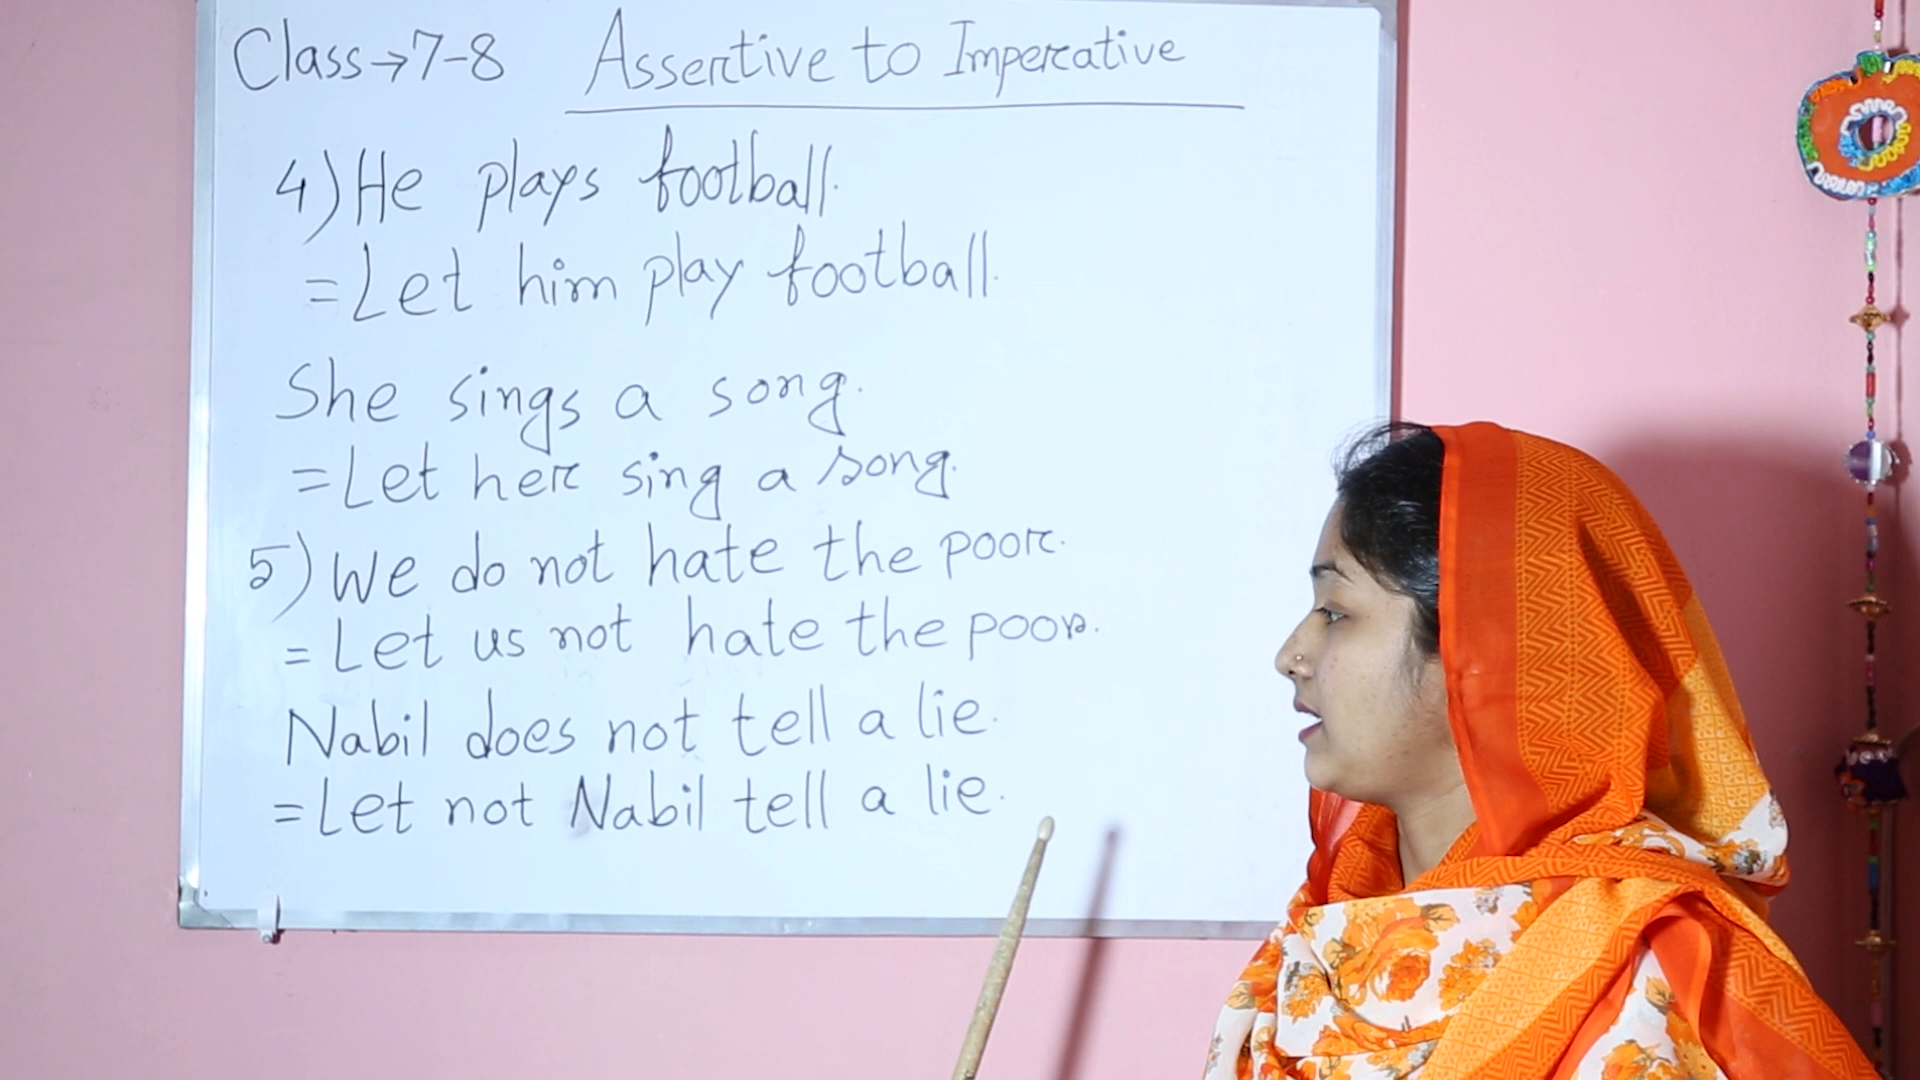 Class→7-8 Assertive to Imperative
4) He plays football.
= Let him play football.
She sings a song.
= Let her sing a song.
5) We do not hate the poor.
= Let us not hate the poor.
Nabil does not tell a lie.
= Let not Nabil tell a lie.